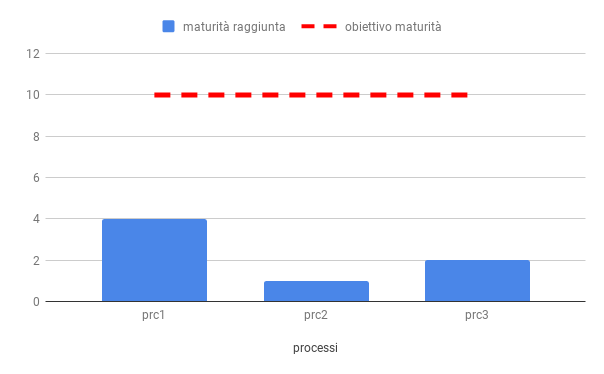 maturità raggiunta obiettivo maturità
12
10
8
6
4
2
0
prc1 prc2 prc3
processi